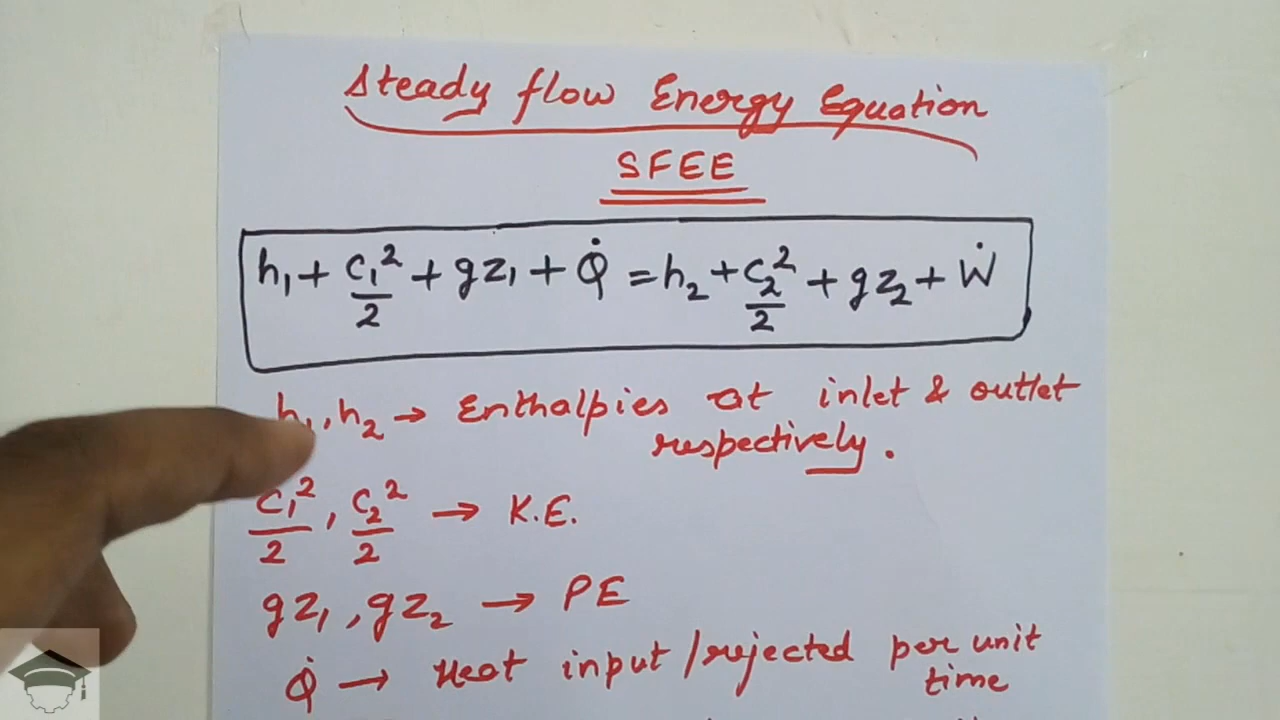 Steady flow Energy Equation
SFEE
h₁ + c₁²/2 + gz₁ + Q̇ = h₂ + c₂²/2 + gz₂ + Ẇ
h₁, h₂ → Enthalpies at inlet & outlet
respectively.
c₁²/2, c₂²/2 → K.E.
gz₁, gz₂ → PE
Q̇ → Heat input/rejected per unit
time